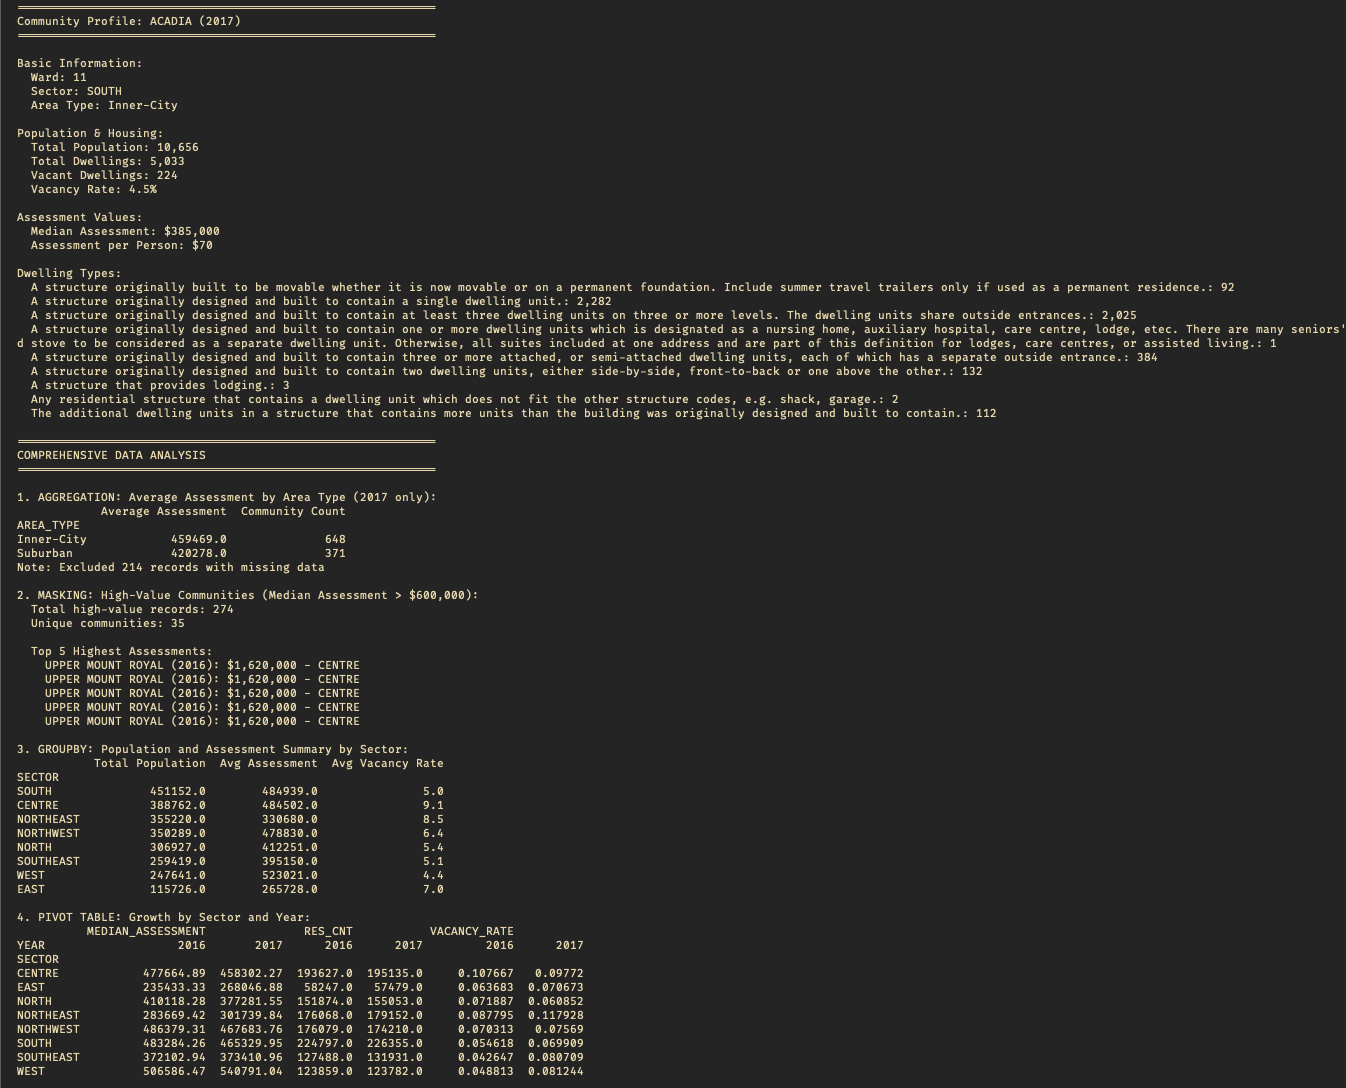 Community Profile: ACADIA (2017)
Basic Information:
Ward: 11
Sector: SOUTH
Area Type: Inner-City
Population & Housing:
Total Population: 10,656
Total Dwellings: 5,033
Vacant Dwellings: 224
Vacancy Rate: 4.5%
Assessment Values:
Median Assessment: $385,000
Assessment per Person: $70
Dwelling Types:
A structure originally built to be movable whether it is now movable or on a permanent foundation. Include summer travel trailers only if used as a permanent residence.: 92
A structure originally designed and built to contain a single dwelling unit.: 2,282
A structure originally designed and built to contain at least three dwelling units on three or more levels. The dwelling units share outside entrances.: 2,025
A structure originally designed and built to contain one or more dwelling units which is designated as a nursing home, auxiliary hospital, care centre, lodge, etec. There are many seniors'
d stove to be considered as a separate dwelling unit. Otherwise, all suites included at one address and are part of this definition for lodges, care centres, or assisted living.: 1
A structure originally designed and built to contain three or more attached, or semi-attached dwelling units, each of which has a separate outside entrance.: 384
A structure originally designed and built to contain two dwelling units, either side-by-side, front-to-back or one above the other.: 132
A structure that provides lodging.: 3
Any residential structure that contains a dwelling unit which does not fit the other structure codes, e.g. shack, garage.: 2
The additional dwelling units in a structure that contains more units than the building was originally designed and built to contain.: 112
COMPREHENSIVE DATA ANALYSIS
1. AGGREGATION: Average Assessment by Area Type (2017 only):
Average Assessment Community Count
AREA_TYPE
Inner-City 459469.0 648
Suburban 420278.0 371
Note: Excluded 214 records with missing data
2. MASKING: High-Value Communities (Median Assessment > $600,000):
Total high-value records: 274
Unique communities: 35
Top 5 Highest Assessments:
UPPER MOUNT ROYAL (2016): $1,620,000 - CENTRE
UPPER MOUNT ROYAL (2016): $1,620,000 - CENTRE
UPPER MOUNT ROYAL (2016): $1,620,000 - CENTRE
UPPER MOUNT ROYAL (2016): $1,620,000 - CENTRE
UPPER MOUNT ROYAL (2016): $1,620,000 - CENTRE
3. GROUPBY: Population and Assessment Summary by Sector:
Total Population Avg Assessment Avg Vacancy Rate
SECTOR
SOUTH 451152.0 484939.0 5.0
CENTRE 388762.0 484502.0 9.1
NORTHEAST 355220.0 330680.0 8.5
NORTHWEST 350289.0 478830.0 6.4
NORTH 306927.0 412251.0 5.4
SOUTHEAST 259419.0 395150.0 5.1
WEST 247641.0 523021.0 4.4
EAST 115726.0 265728.0 7.0
4. PIVOT TABLE: Growth by Sector and Year:
MEDIAN_ASSESSMENT RES_CNT VACANCY_RATE
YEAR 2016 2017 2016 2017 2016 2017
SECTOR
CENTRE 477664.89 458302.27 193627.0 195135.0 0.107667 0.09772
EAST 235433.33 268046.88 58247.0 57479.0 0.063683 0.070673
NORTH 410118.28 377281.55 151874.0 155053.0 0.071887 0.060852
NORTHEAST 283669.42 301739.84 176068.0 179152.0 0.087795 0.117928
NORTHWEST 486379.31 467683.76 176079.0 174210.0 0.070313 0.07569
SOUTH 483284.26 465329.95 224797.0 226355.0 0.054618 0.069909
SOUTHEAST 372102.94 373410.96 127488.0 131931.0 0.042647 0.080709
WEST 506586.47 540791.04 123859.0 123782.0 0.048813 0.081244